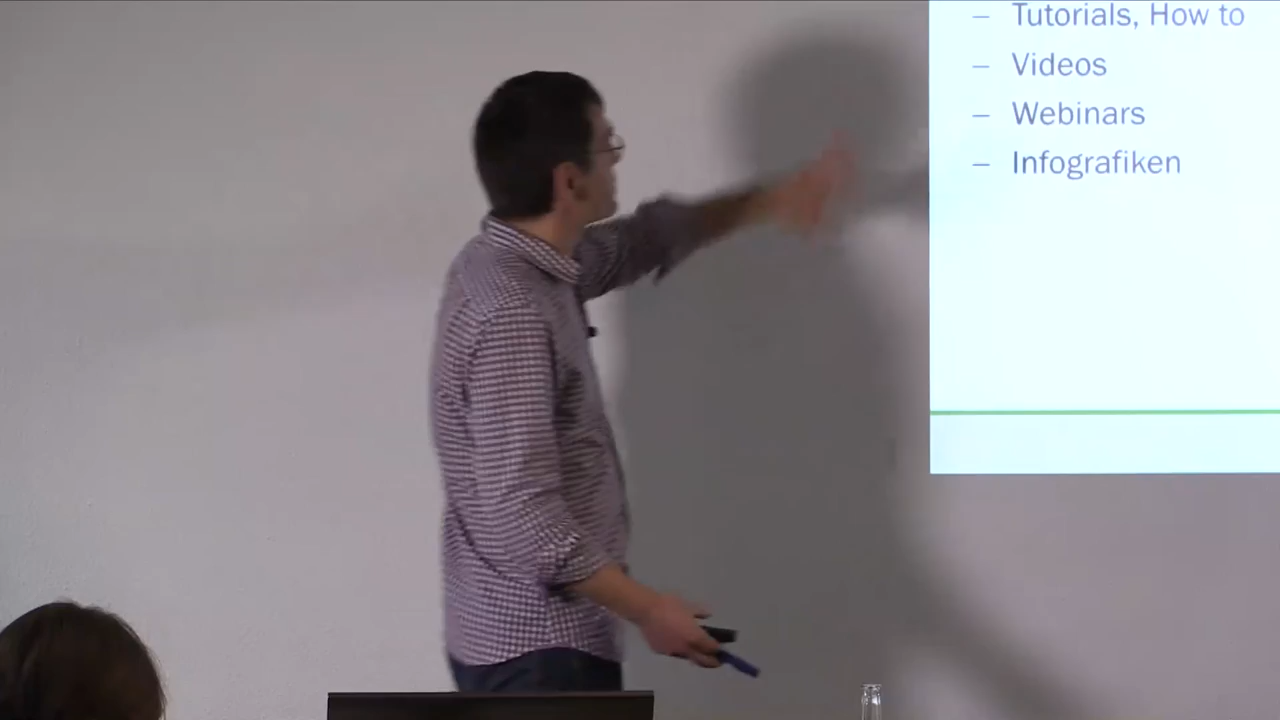 – Tutorials, How to
– Videos
– Webinars
– Infografiken